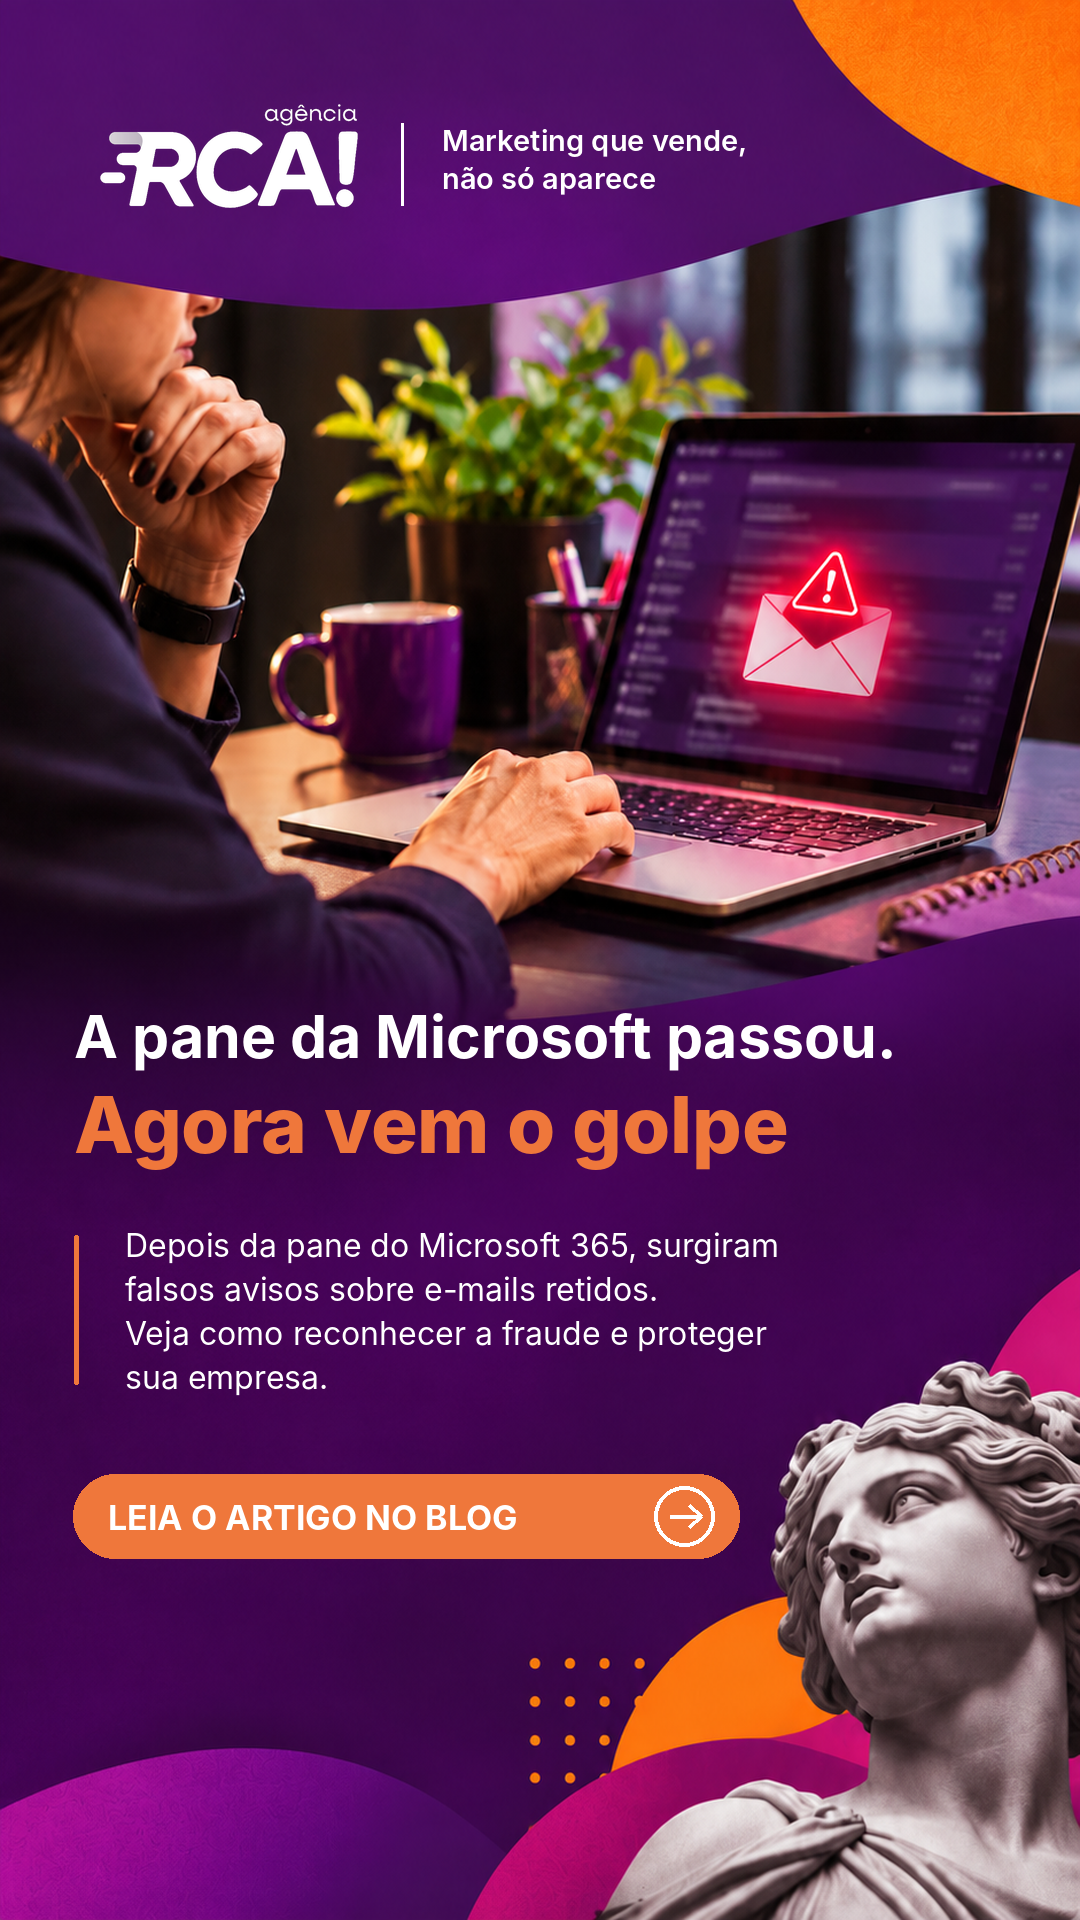 agência
RCA!
Marketing que vende,
não só aparece
A pane da Microsoft passou.
Agora vem o golpe
Depois da pane do Microsoft 365, surgiram
falsos avisos sobre e-mails retidos.
Veja como reconhecer a fraude e proteger
sua empresa.
LEIA O ARTIGO NO BLOG